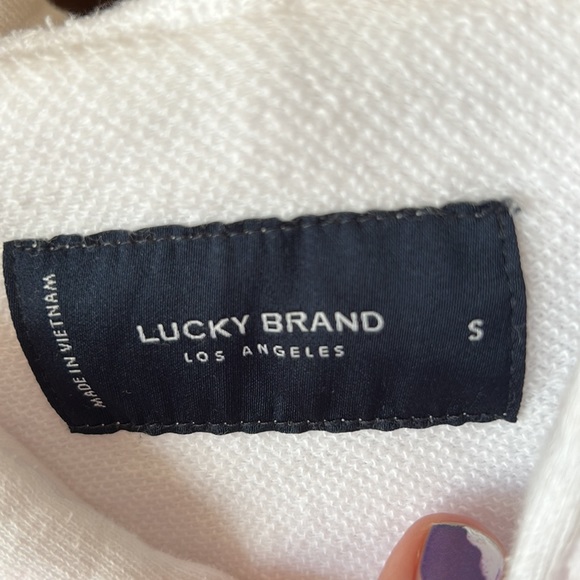 MADE IN VIETNAM
LUCKY BRAND
LOS ANGELES
S